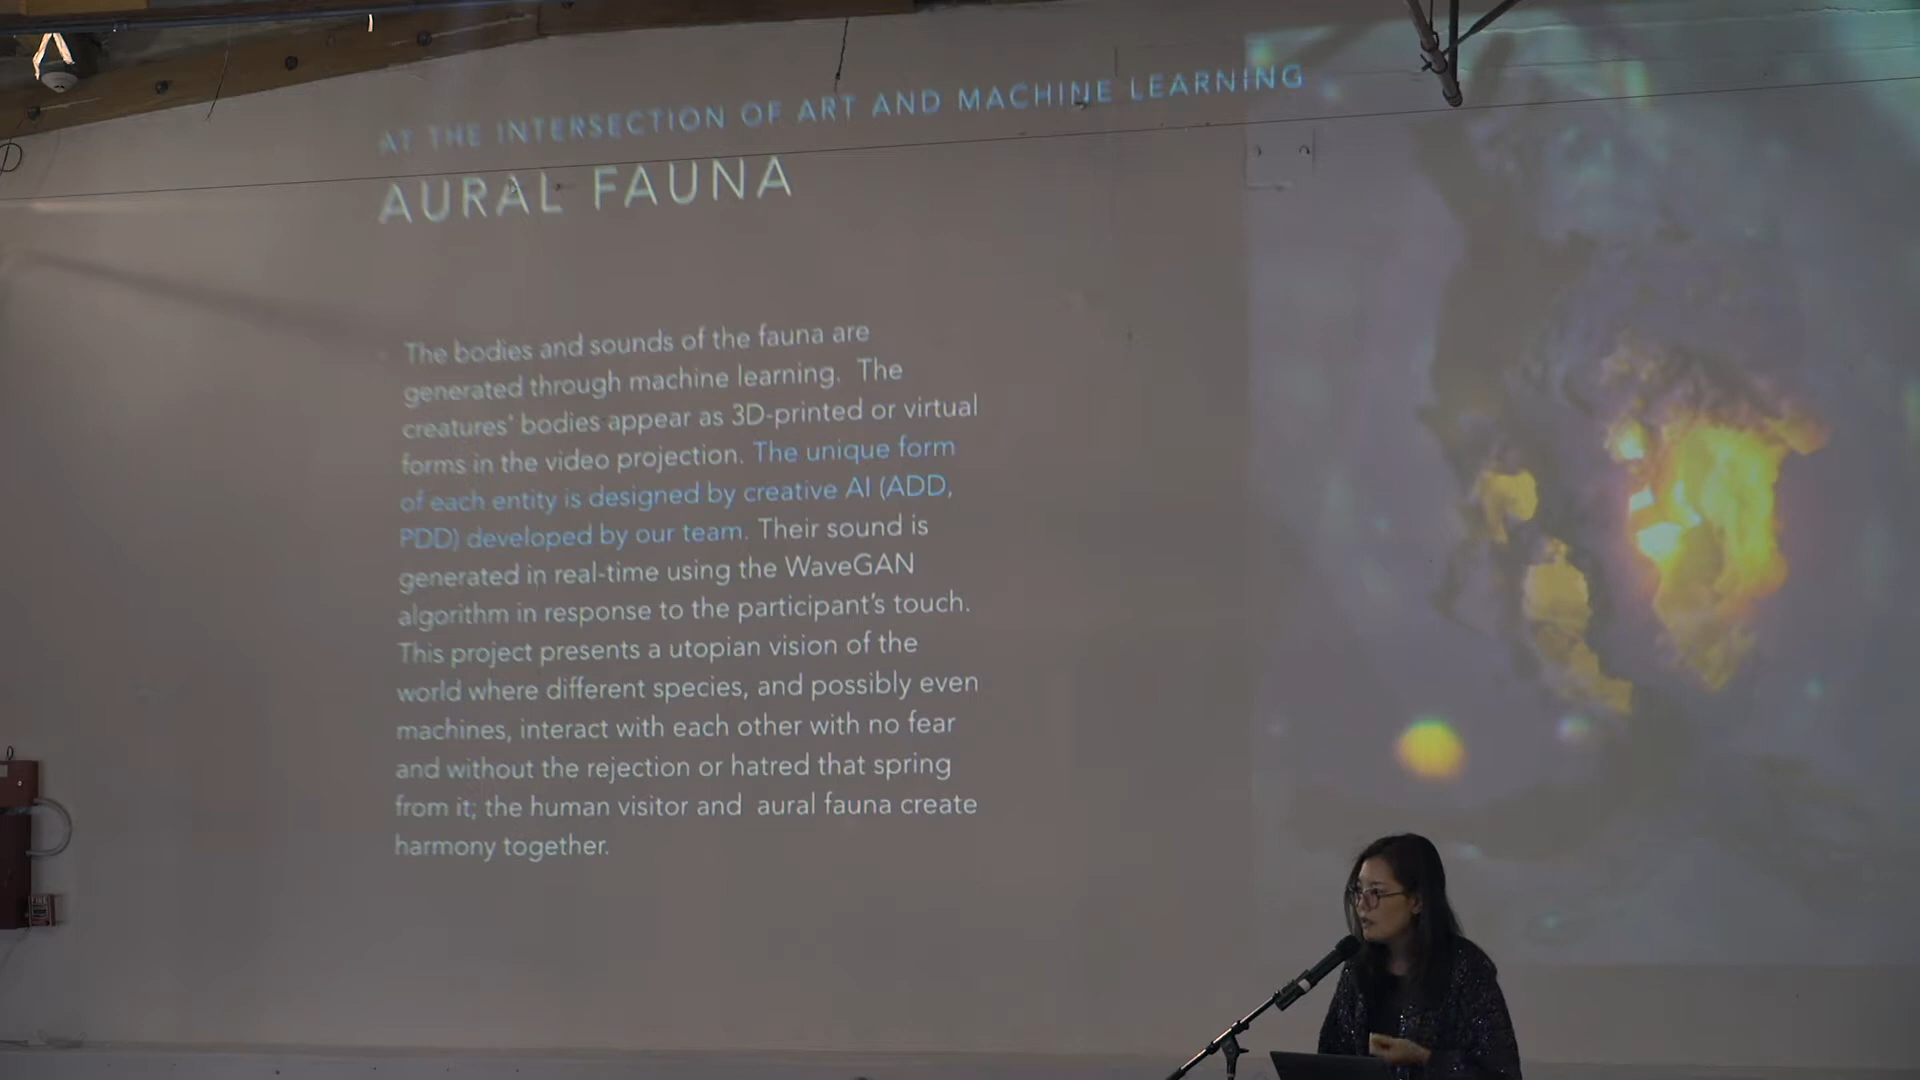 AT THE INTERSECTION OF ART AND MACHINE LEARNING
AURAL FAUNA
The bodies and sounds of the fauna are
generated through machine learning. The
creatures' bodies appear as 3D-printed or virtual
forms in the video projection. The unique form
of each entity is designed by creative AI (ADD,
PDD) developed by our team. Their sound is
generated in real-time using the WaveGAN
algorithm in response to the participant's touch.
This project presents a utopian vision of the
world where different species, and possibly even
machines, interact with each other with no fear
and without the rejection or hatred that spring
from it; the human visitor and aural fauna create
harmony together.
FIRE